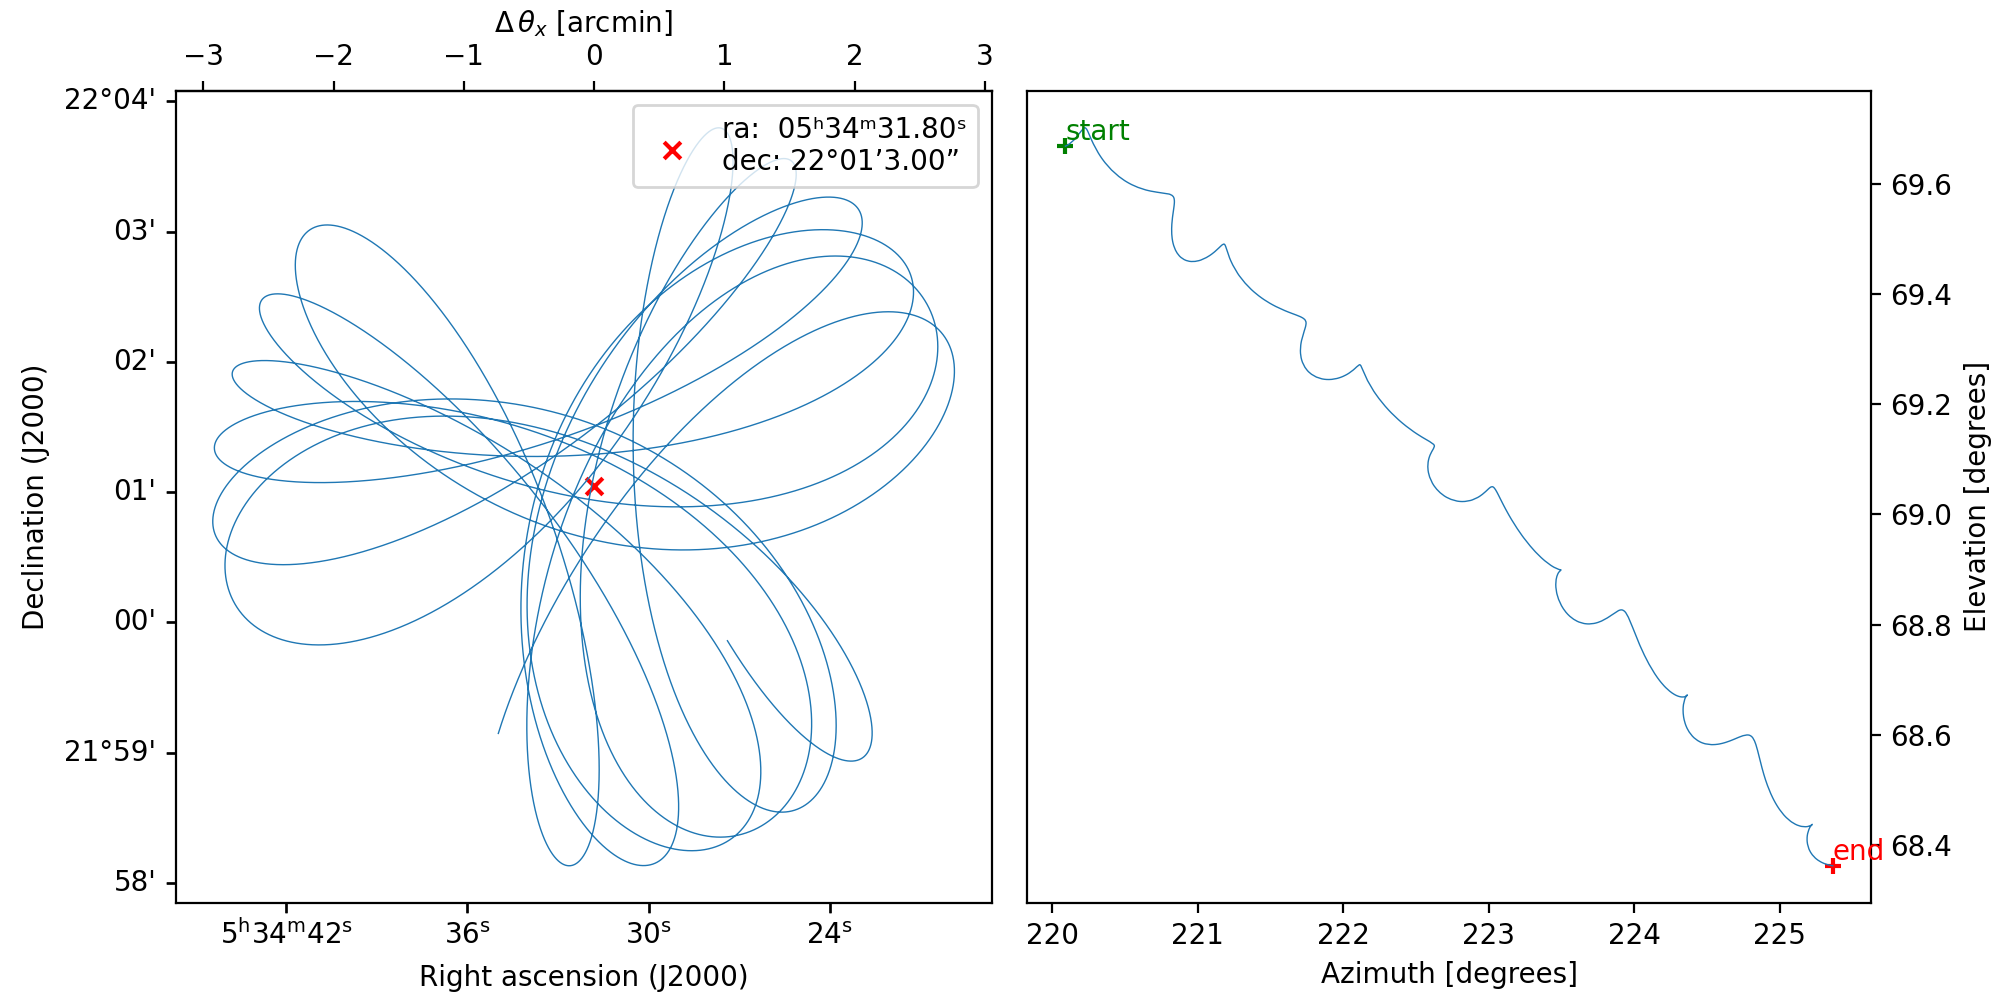 Δ θx [arcmin]
−3 −2 −1 0 1 2 3
22°04'
03'
02'
01'
00'
21°59'
58'
Declination (J2000)
ra:  05ʰ34ᵐ31.80ˢ
dec: 22°01’3.00”
5ʰ34ᵐ42ˢ 36ˢ 30ˢ 24ˢ
Right ascension (J2000)
start
end
69.6
69.4
69.2
69.0
68.8
68.6
68.4
Elevation [degrees]
220 221 222 223 224 225
Azimuth [degrees]